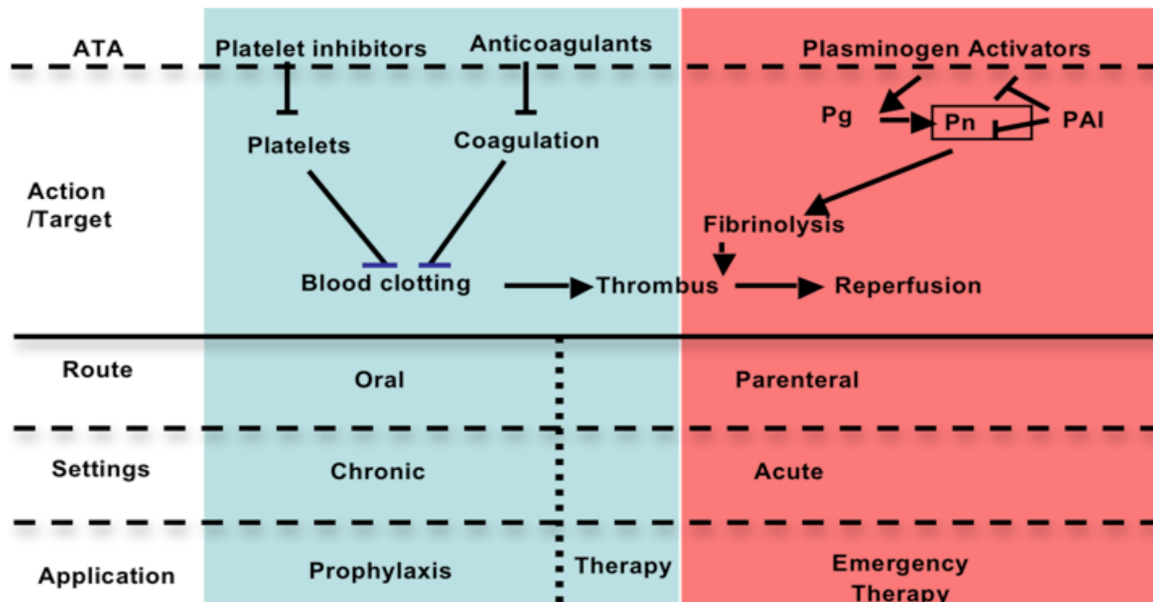 ATA
Platelet inhibitors
Anticoagulants
Plasminogen Activators
Pg
Pn
PAI
Platelets
Coagulation
Action
/Target
Fibrinolysis
Blood clotting
Thrombus
Reperfusion
Route
Oral
Parenteral
Settings
Chronic
Acute
Application
Prophylaxis
Therapy
Emergency
Therapy